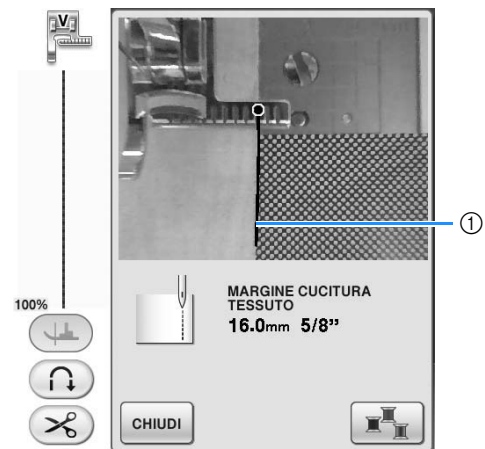 V
①
MARGINE CUCITURA
TESSUTO
16.0mm 5/8"
100%
CHIUDI